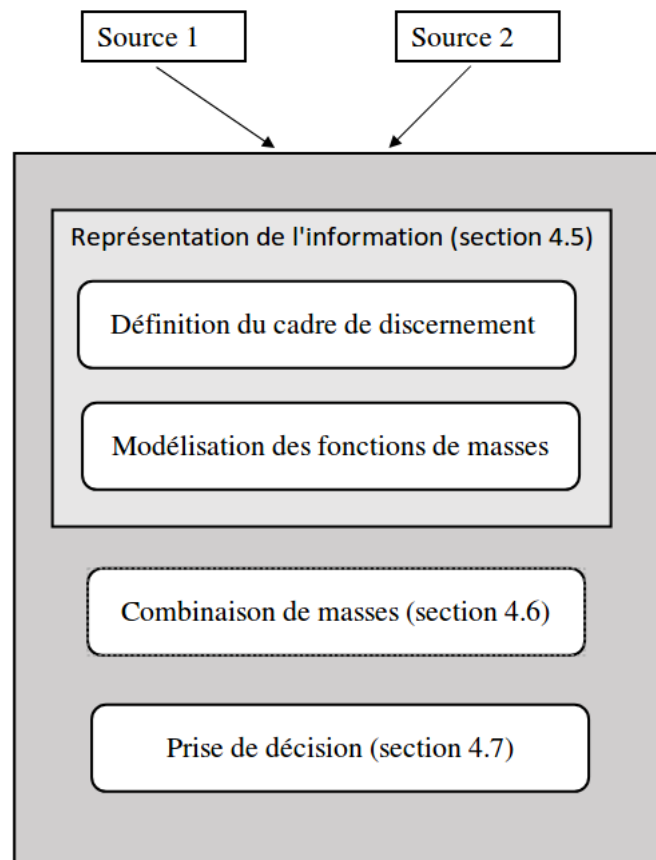 Source 1
Source 2
Représentation de l'information (section 4.5)
Définition du cadre de discernement
Modélisation des fonctions de masses
Combinaison de masses (section 4.6)
Prise de décision (section 4.7)